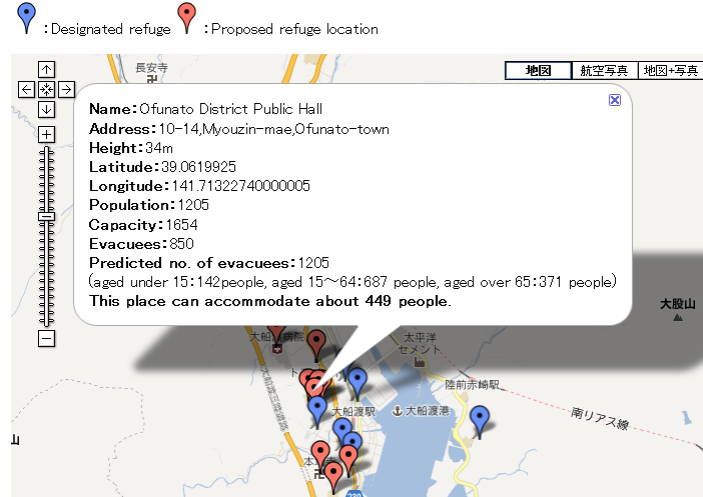 :Designated refuge :Proposed refuge location
長安寺
地図 航空写真 地図+写真
Name:Ofunato District Public Hall
Address:10-14,Myouzin-mae,Ofunato-town
Height:34m
Latitude:39.0619925
Longitude:141.71322740000005
Population:1205
Capacity:1654
Evacuees:850
Predicted no. of evacuees:1205
(aged under 15:142people, aged 15~64:687 people, aged over 65:371 people)
This place can accommodate about 449 people.
大股山
太平洋
セメント
陸前赤崎駅
大船渡駅
大船渡港
南リアス線
山